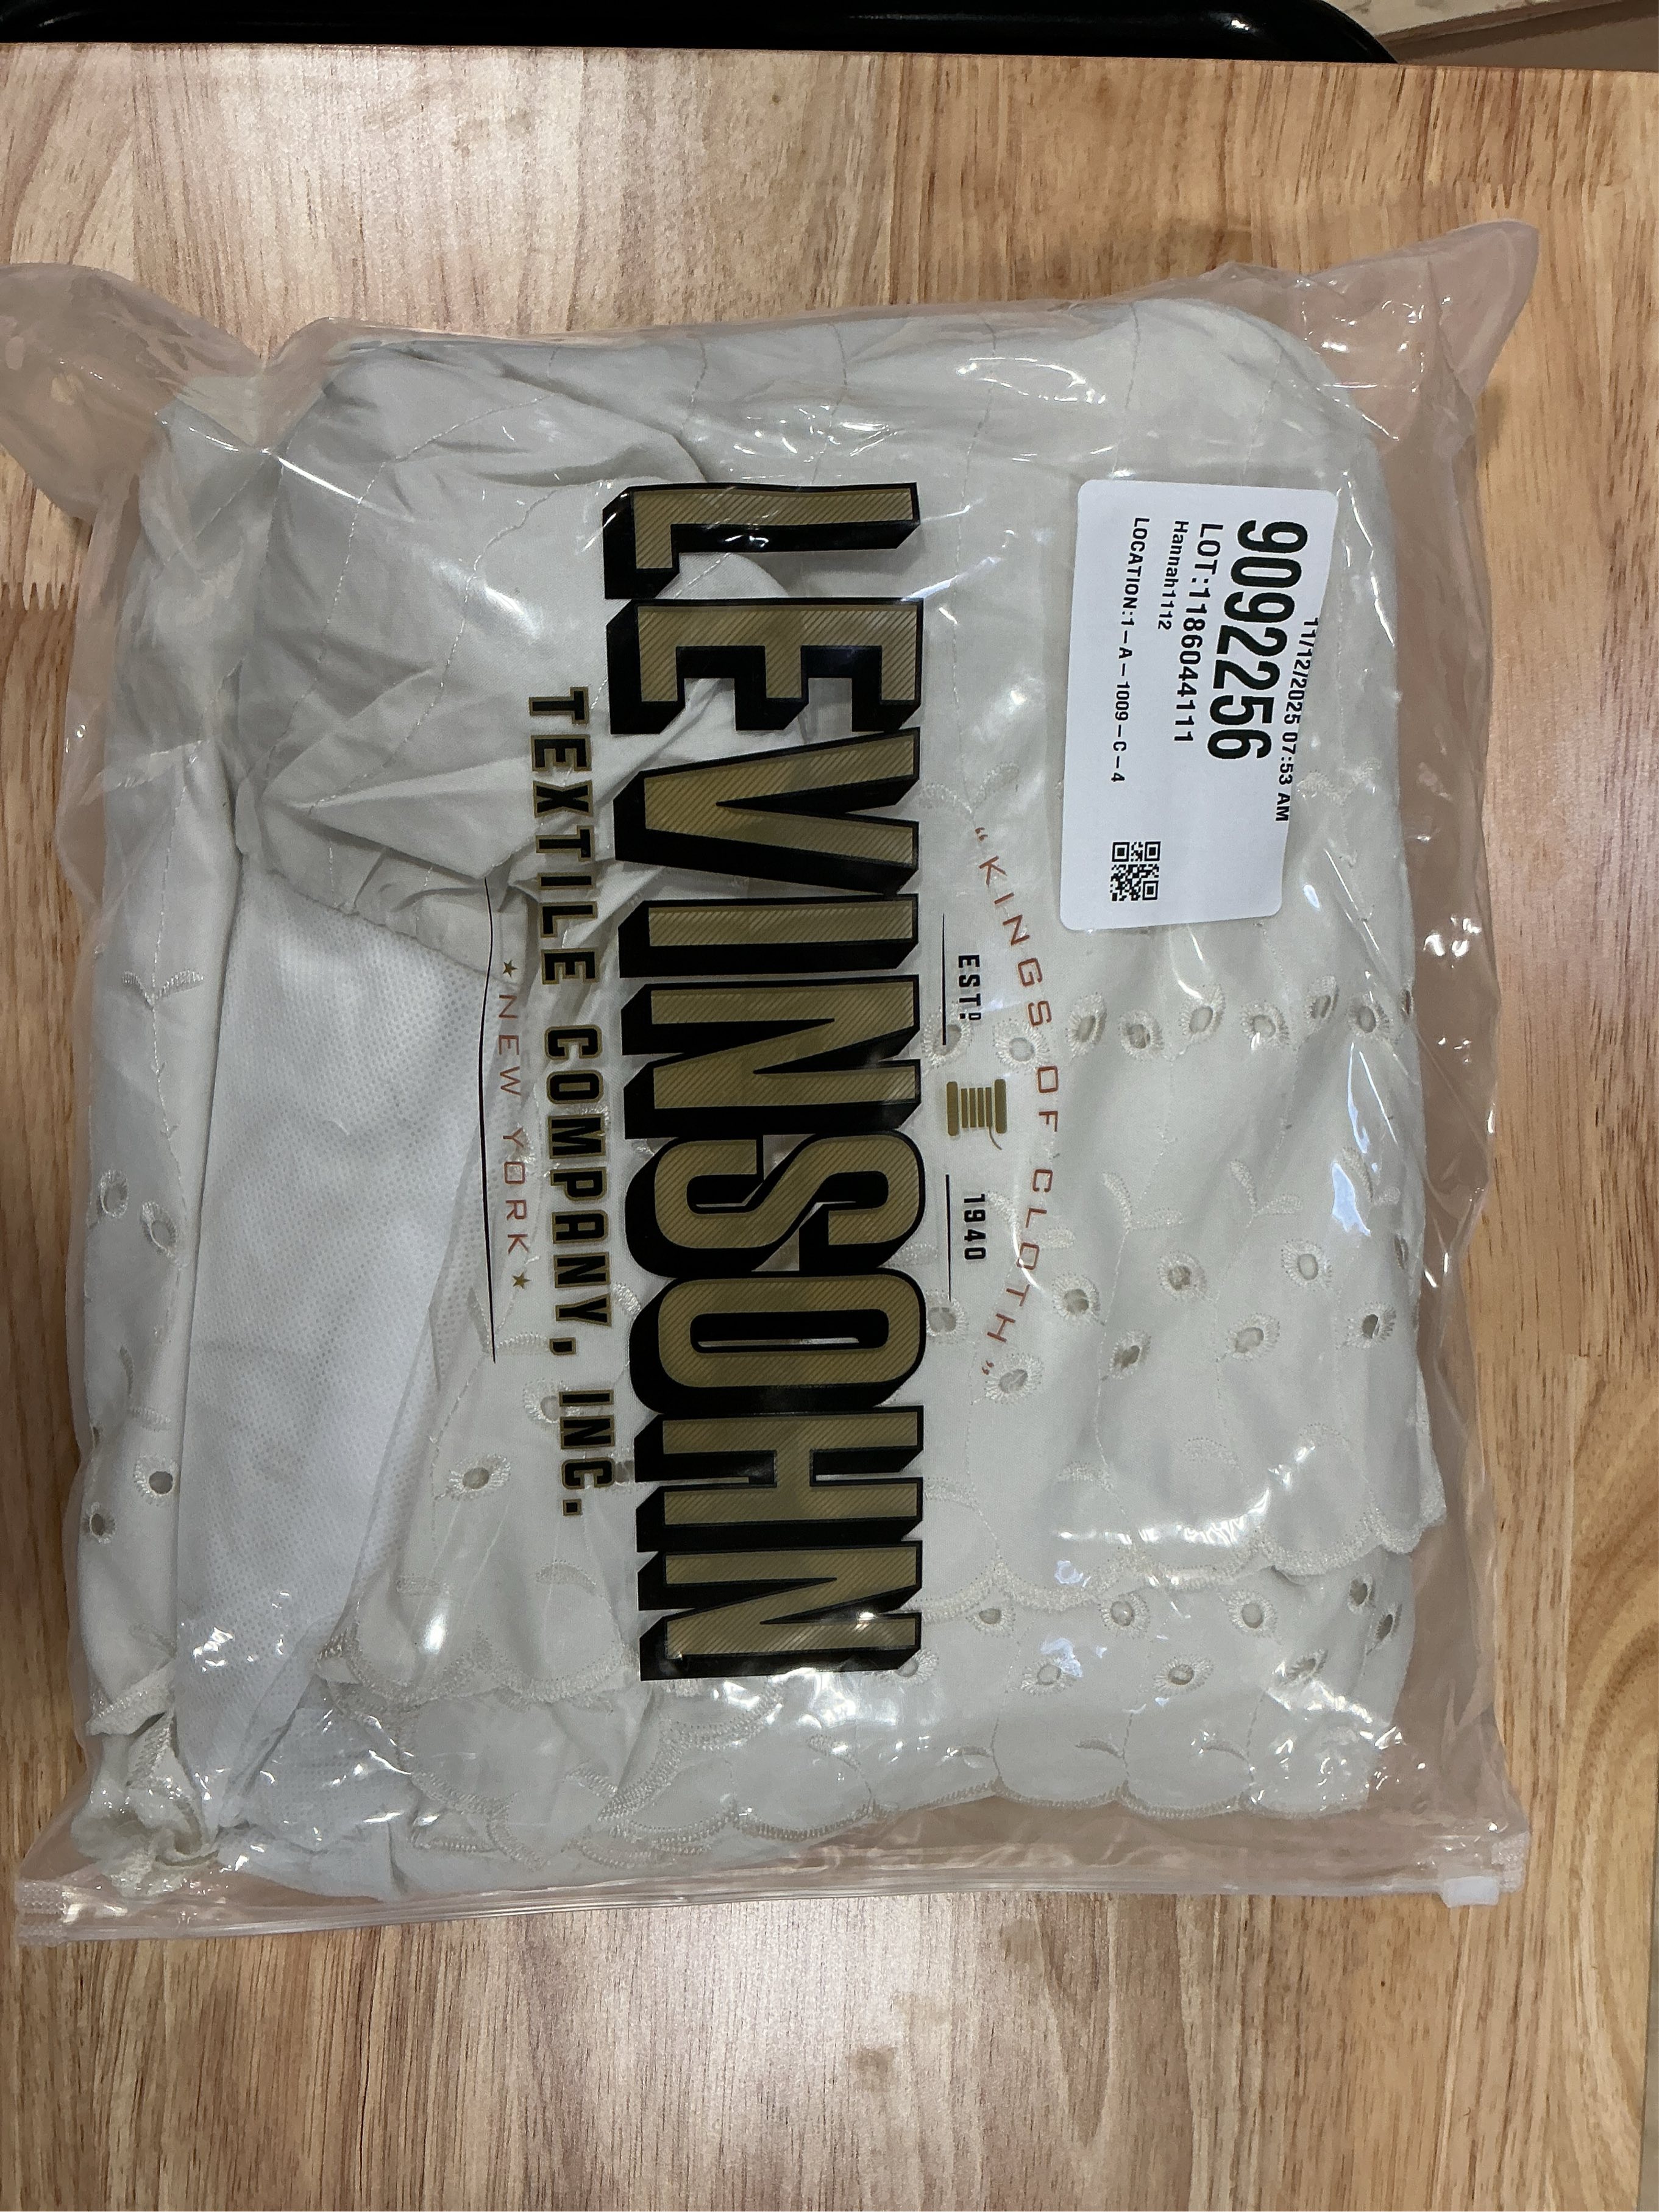 11/12/2025 07:53 AM
9092256
LOT:1186044111
Hannah1112
LOCATION:1-A-1009-C-4
"KINGS OF CLOTH"
ESTD. 1940
LEVINSOHN
TEXTILE COMPANY, INC.
NEW YORK